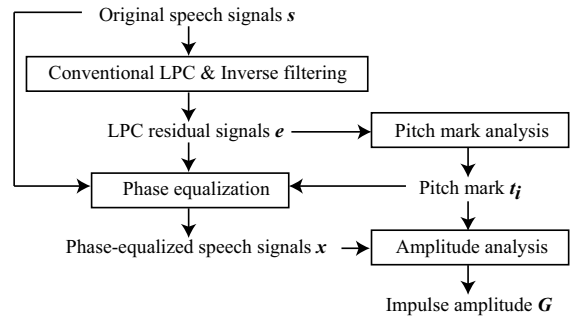 Original speech signals s
Conventional LPC & Inverse filtering
LPC residual signals e
Pitch mark analysis
Phase equalization
Pitch mark ti
Phase-equalized speech signals x
Amplitude analysis
Impulse amplitude G